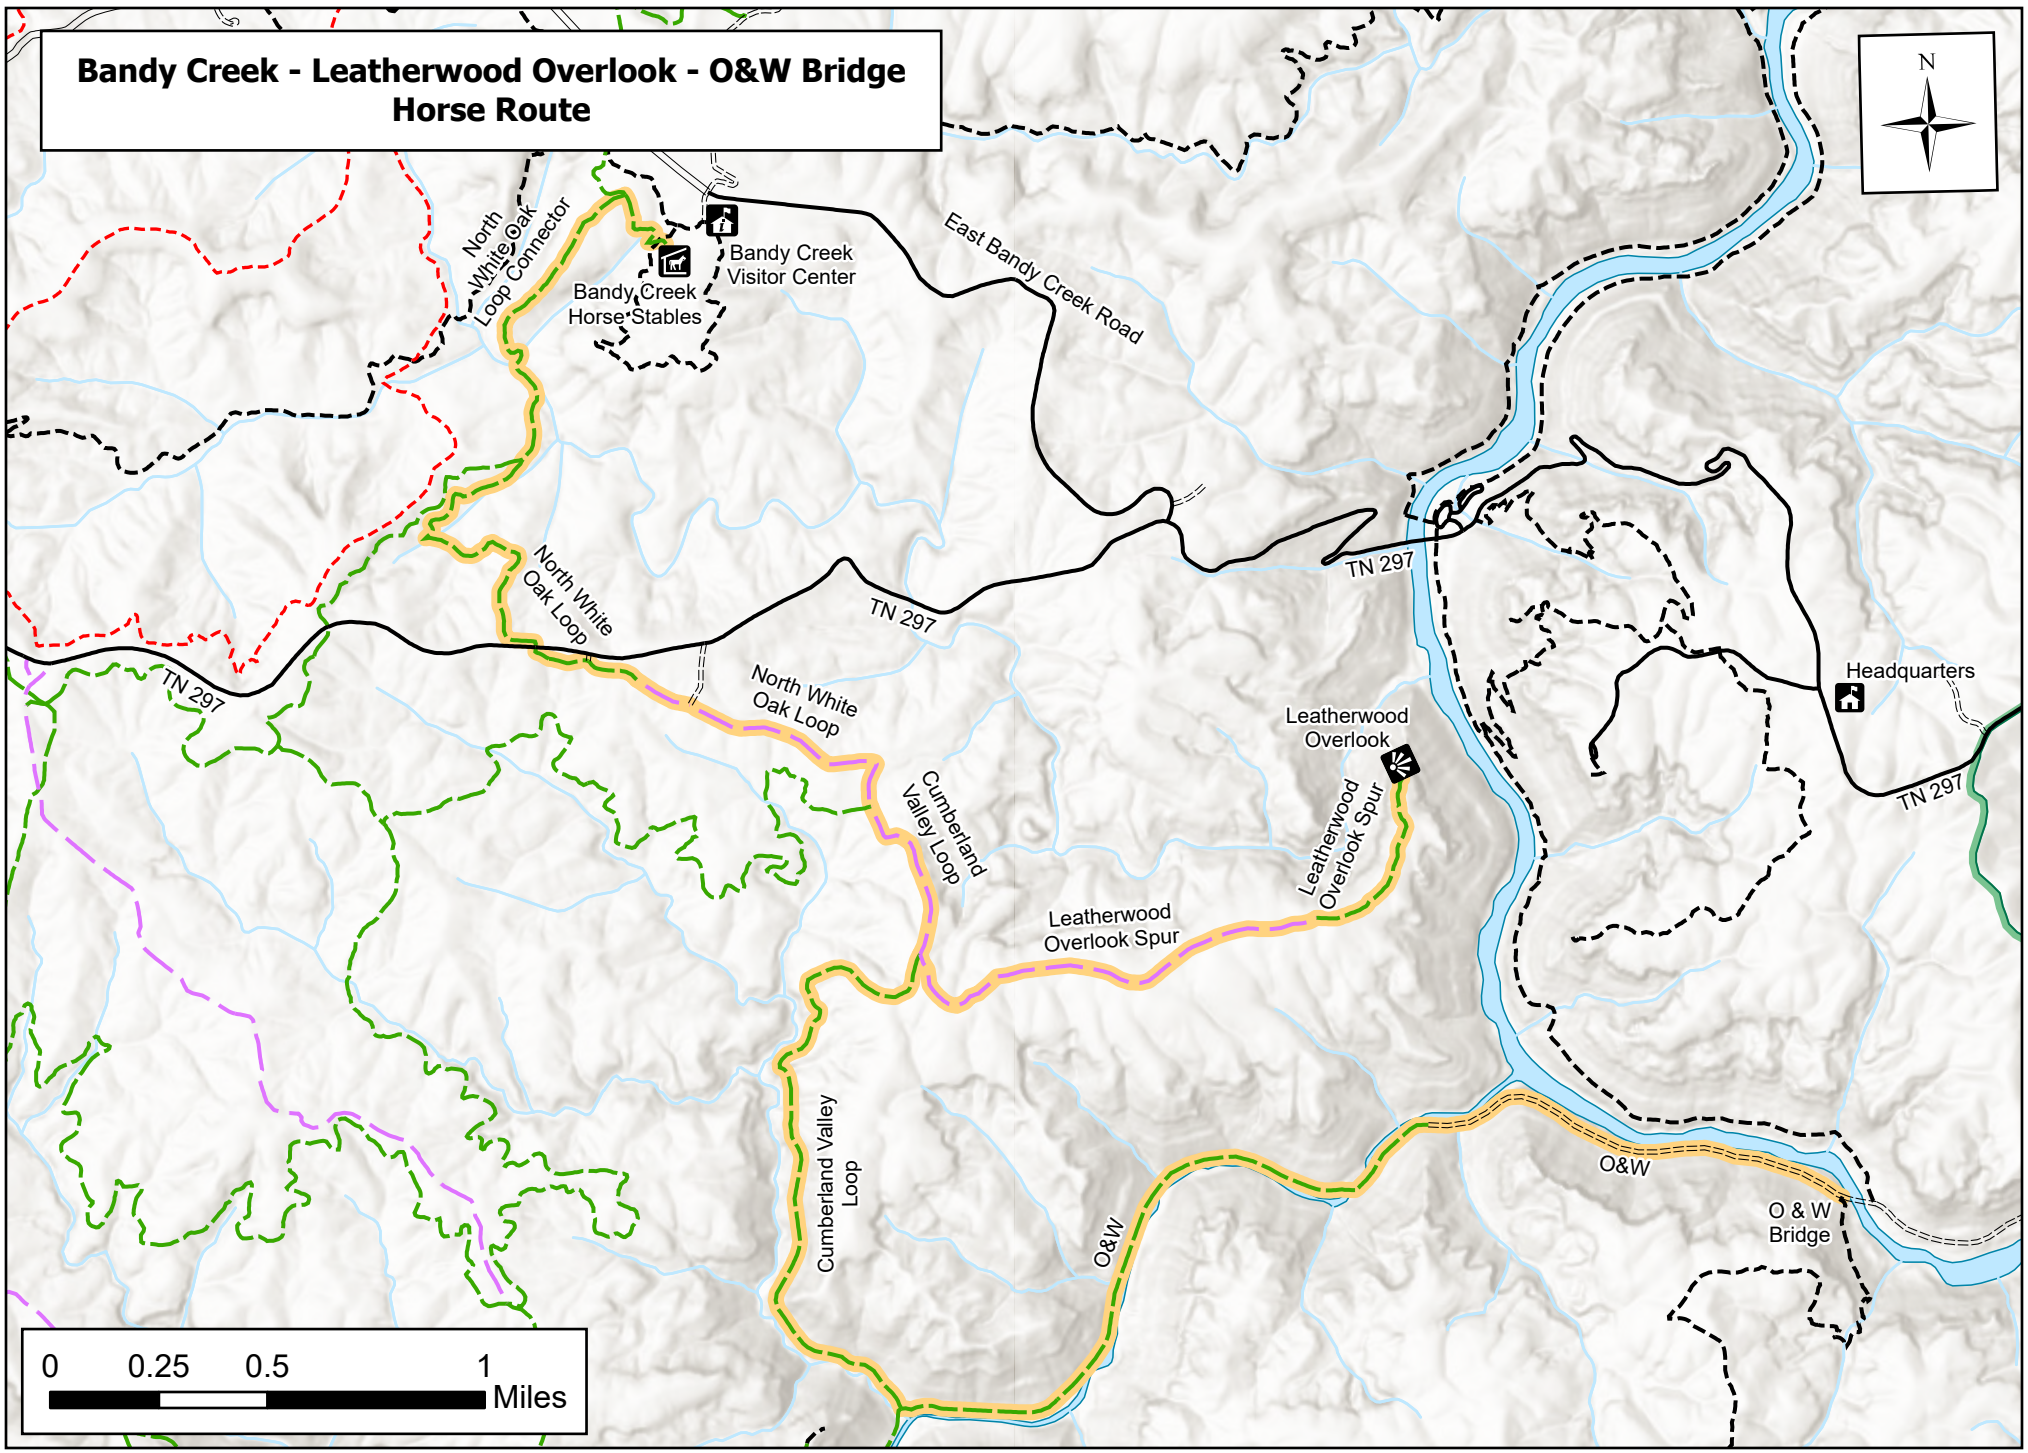 Bandy Creek - Leatherwood Overlook - O&W Bridge
Horse Route
N
North
White Oak
Loop Connector
Bandy Creek
Visitor Center
Bandy Creek
Horse Stables
East Bandy Creek Road
North White
Oak Loop
TN 297
TN 297
TN 297
Headquarters
TN 297
North White
Oak Loop
Leatherwood
Overlook
Cumberland
Valley Loop
Leatherwood
Overlook Spur
Leatherwood
Overlook Spur
Cumberland Valley
Loop
O&W
O&W
O & W
Bridge
0 0.25 0.5 1
Miles